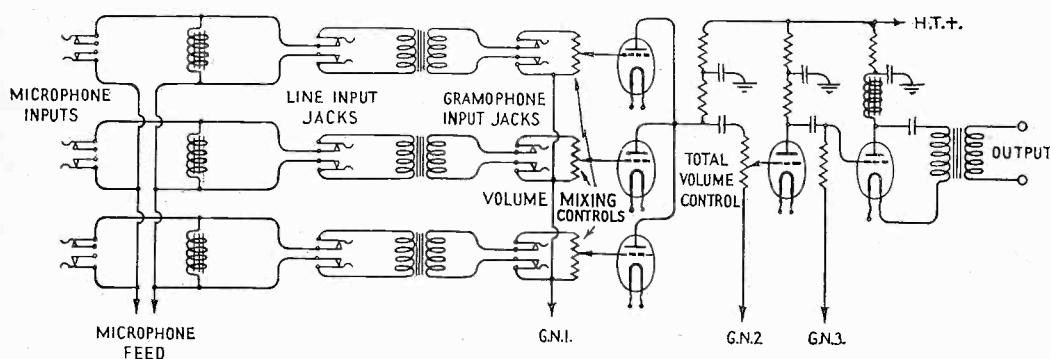 H.T.+.
MICROPHONE
INPUTS
LINE INPUT
JACKS
GRAMOPHONE
INPUT JACKS
VOLUME
MIXING
CONTROLS
TOTAL
VOLUME
CONTROL
OUTPUT
MICROPHONE
FEED
G.N.1.
G.N.2
G.N.3.